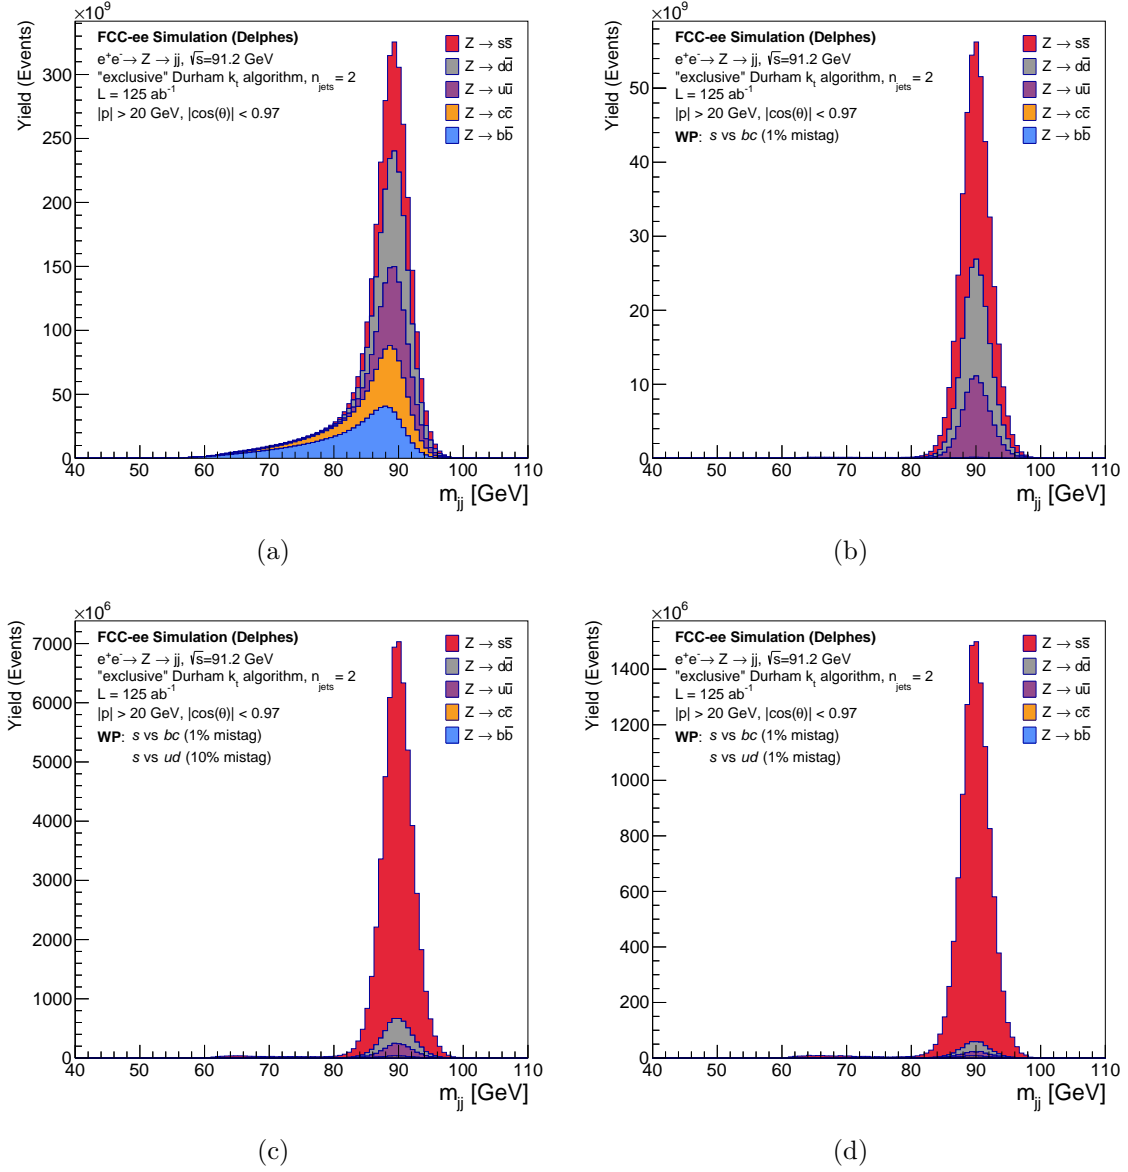 ×10⁹
Yield (Events)
FCC-ee Simulation (Delphes)
e⁺e⁻→ Z → jj, √s=91.2 GeV
"exclusive" Durham kₜ algorithm, n_jets = 2
L = 125 ab⁻¹
|p| > 20 GeV, |cos(θ)| < 0.97
Z → ss̅
Z → dd̅
Z → uu̅
Z → cc̅
Z → bb̅
300
250
200
150
100
50
0
40 50 60 70 80 90 100 110
m_jj [GeV]
(a)
×10⁹
Yield (Events)
FCC-ee Simulation (Delphes)
e⁺e⁻→ Z → jj, √s=91.2 GeV
"exclusive" Durham kₜ algorithm, n_jets = 2
L = 125 ab⁻¹
|p| > 20 GeV, |cos(θ)| < 0.97
WP: s vs bc (1% mistag)
Z → ss̅
Z → dd̅
Z → uu̅
Z → cc̅
Z → bb̅
50
40
30
20
10
0
40 50 60 70 80 90 100 110
m_jj [GeV]
(b)
×10⁶
Yield (Events)
FCC-ee Simulation (Delphes)
e⁺e⁻→ Z → jj, √s=91.2 GeV
"exclusive" Durham kₜ algorithm, n_jets = 2
L = 125 ab⁻¹
|p| > 20 GeV, |cos(θ)| < 0.97
WP: s vs bc (1% mistag)
s vs ud (10% mistag)
Z → ss̅
Z → dd̅
Z → uu̅
Z → cc̅
Z → bb̅
7000
6000
5000
4000
3000
2000
1000
0
40 50 60 70 80 90 100 110
m_jj [GeV]
(c)
×10⁶
Yield (Events)
FCC-ee Simulation (Delphes)
e⁺e⁻→ Z → jj, √s=91.2 GeV
"exclusive" Durham kₜ algorithm, n_jets = 2
L = 125 ab⁻¹
|p| > 20 GeV, |cos(θ)| < 0.97
WP: s vs bc (1% mistag)
s vs ud (1% mistag)
Z → ss̅
Z → dd̅
Z → uu̅
Z → cc̅
Z → bb̅
1400
1200
1000
800
600
400
200
0
40 50 60 70 80 90 100 110
m_jj [GeV]
(d)